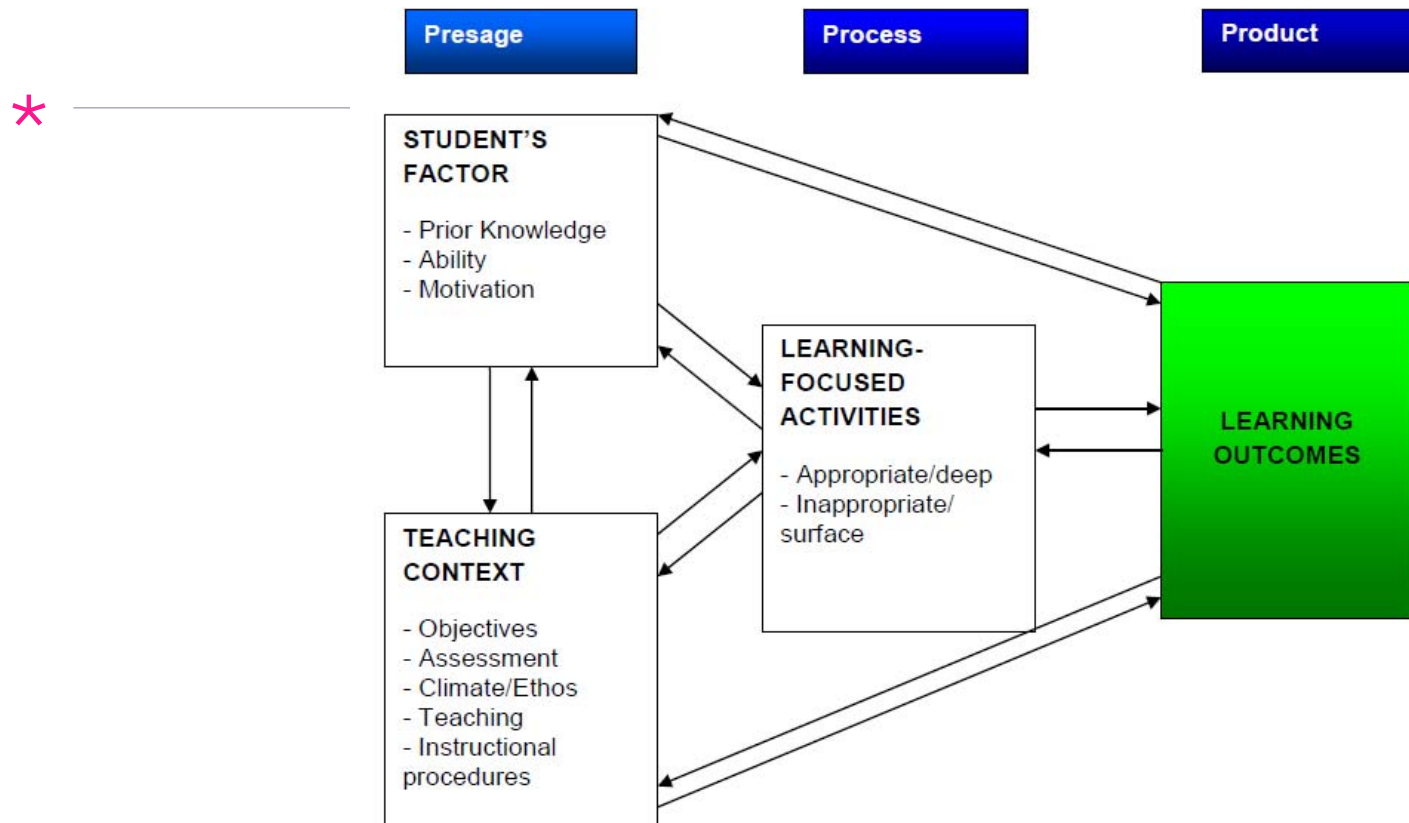 Presage
Process
Product
*
STUDENT'S
FACTOR
- Prior Knowledge
- Ability
- Motivation
LEARNING-
FOCUSED
ACTIVITIES
- Appropriate/deep
- Inappropriate/
surface
LEARNING
OUTCOMES
TEACHING
CONTEXT
- Objectives
- Assessment
- Climate/Ethos
- Teaching
- Instructional
procedures